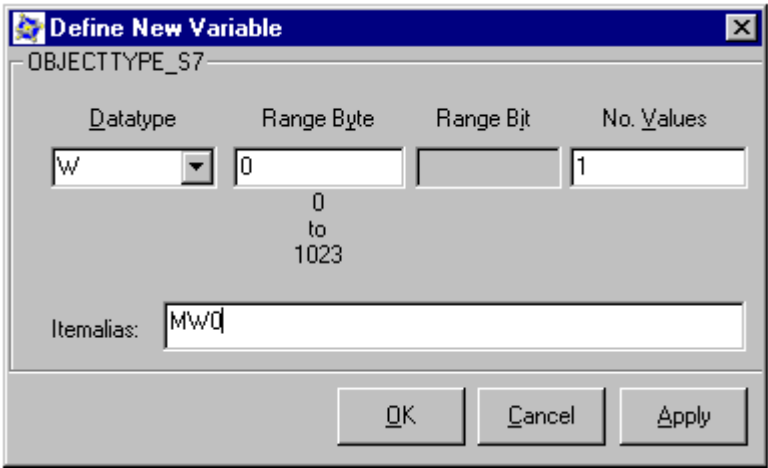 Define New Variable
OBJECTTYPE_S7
Datatype Range Byte Range Bit No. Values
W 0 1
0
to
1023
Itemalias: MW0
OK Cancel Apply